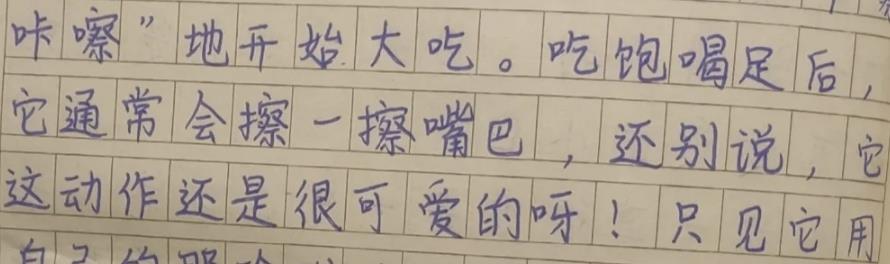 咔嚓”地开始大吃。吃饱喝足后，
它通常会擦一擦嘴巴，还别说，它
这动作还是很可爱的呀！只见它用